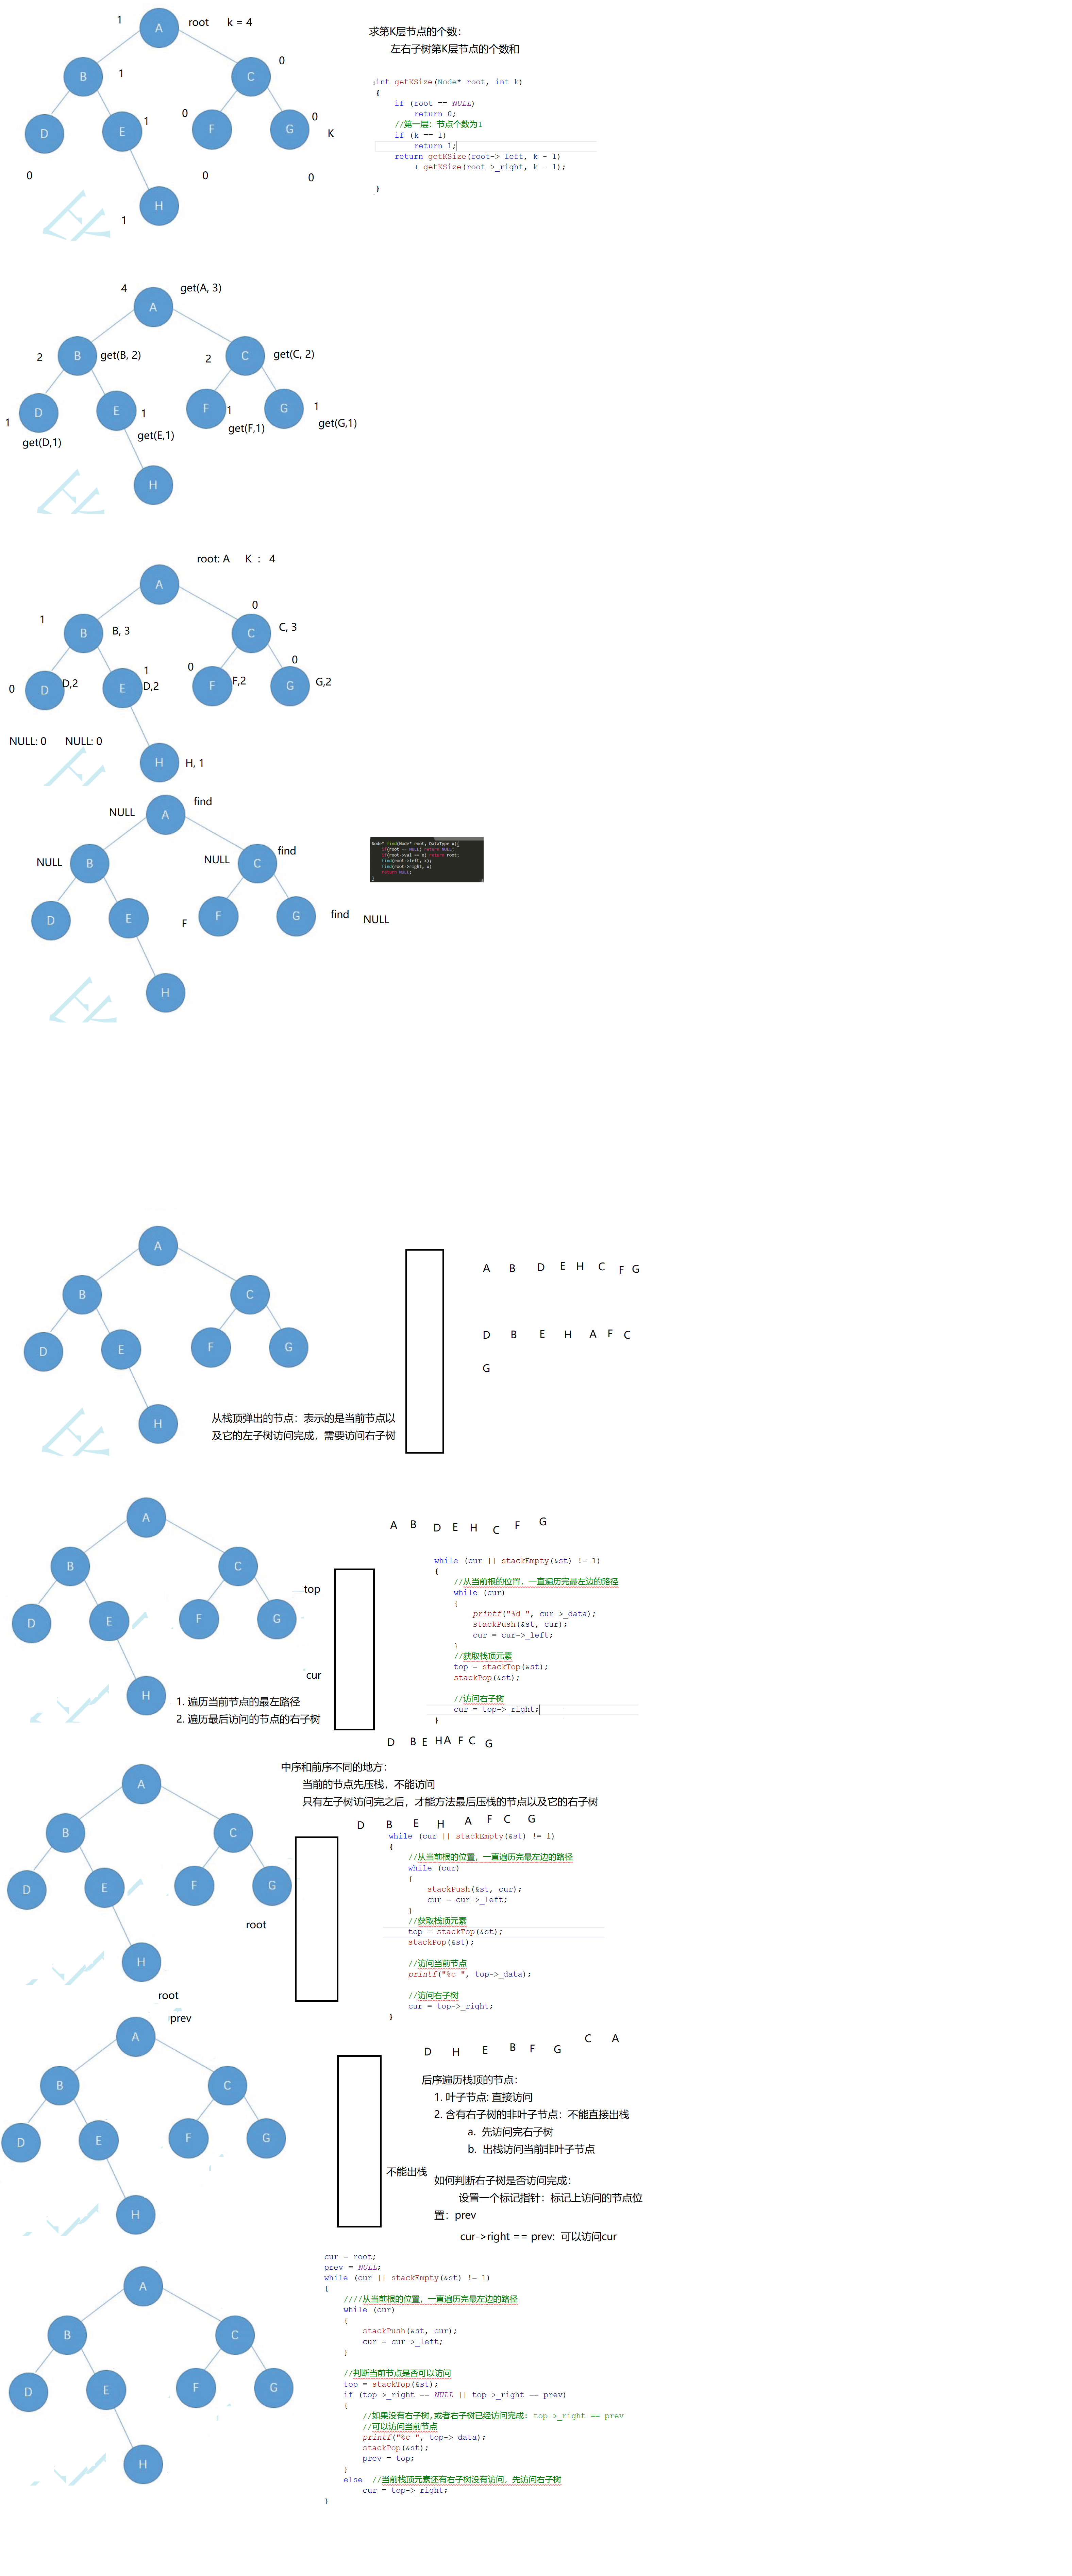 1
A
root k = 4
B
1
C
0
D
E
1
0
F
G
0
K
0
0
0
H
1
求第K层节点的个数:
左右子树第K层节点的个数和
int getKSize(Node* root, int k)
{
if (root == NULL)
return 0;
//第一层: 节点个数为1
if (k == 1)
return 1;
return getKSize(root->_left, k - 1)
+ getKSize(root->_right, k - 1);
}
4
A
get(A, 3)
2
B
get(B, 2)
2
C
get(C, 2)
1
D
get(D,1)
E
1
get(E,1)
F
1
get(F,1)
G
1
get(G,1)
H
root: A K : 4
A
1
B
B, 3
0
C
C, 3
0
D
D,2
E
1
D,2
0
F
F,2
0
G
G,2
NULL: 0 NULL: 0
H
H, 1
NULL
A
find
NULL
B
NULL
C
find
D
E
F
F
G
find
NULL
H
Node* find(Node* root, DataType x){
if(root == NULL) return NULL;
if(root->val == x) return root;
find(root->left, x);
find(root->right, x)
return NULL;
}
A
B
C
D
E
F
G
H
A B D E H C F G
D B E H A F C
G
从栈顶弹出的节点: 表示的是当前节点以
及它的左子树访问完成, 需要访问右子树
A
B
C
D
E
F
G
H
top
cur
1. 遍历当前节点的最左路径
2. 遍历最后访问的节点的右子树
A B D E H C F G
while (cur || stackEmpty(&st) != 1)
{
//从当前根的位置, 一直遍历完最左边的路径
while (cur)
{
printf("%d ", cur->_data);
stackPush(&st, cur);
cur = cur->_left;
}
//获取栈顶元素
top = stackTop(&st);
stackPop(&st);
//访问右子树
cur = top->_right;
}
D B E H A F C G
中序和前序不同的地方:
当前的节点先压栈, 不能访问
只有左子树访问完之后, 才能方法最后压栈的节点以及它的右子树
A
B
C
D
E
F
G
H
root
root
D B E H A F C G
while (cur || stackEmpty(&st) != 1)
{
//从当前根的位置, 一直遍历完最左边的路径
while (cur)
{
stackPush(&st, cur);
cur = cur->_left;
}
//获取栈顶元素
top = stackTop(&st);
stackPop(&st);
//访问当前节点
printf("%c ", top->_data);
//访问右子树
cur = top->_right;
}
prev
A
B
C
D
E
F
G
H
D H E B F G C A
后序遍历栈顶的节点:
1. 叶子节点: 直接访问
2. 含有右子树的非叶子节点: 不能直接出栈
a. 先访问完右子树
b. 出栈访问当前非叶子节点
不能出栈
如何判断右子树是否访问完成:
设置一个标记指针: 标记上访问的节点位
置: prev
cur->right == prev: 可以访问cur
A
B
C
D
E
F
G
H
cur = root;
prev = NULL;
while (cur || stackEmpty(&st) != 1)
{
////从当前根的位置, 一直遍历完最左边的路径
while (cur)
{
stackPush(&st, cur);
cur = cur->_left;
}
//判断当前节点是否可以访问
top = stackTop(&st);
if (top->_right == NULL || top->_right == prev)
{
//如果没有右子树,或者右子树已经访问完成: top->_right == prev
//可以访问当前节点
printf("%c ", top->_data);
stackPop(&st);
prev = top;
}
else //当前栈顶元素还有右子树没有访问, 先访问右子树
cur = top->_right;
}